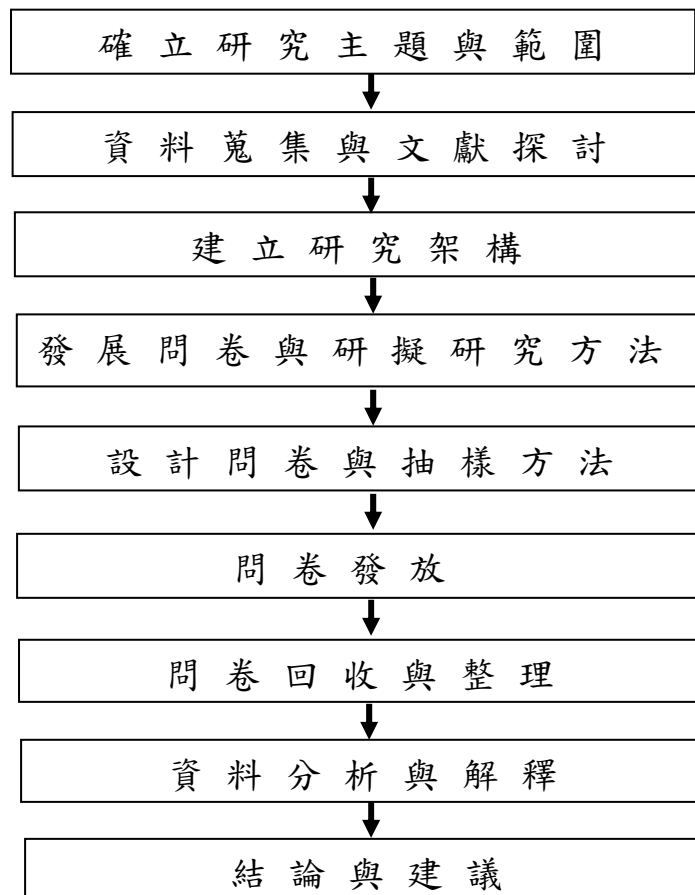 確立研究主題與範圍
資料蒐集與文獻探討
建立研究架構
發展問卷與研擬研究方法
設計問卷與抽樣方法
問卷發放
問卷回收與整理
資料分析與解釋
結論與建議